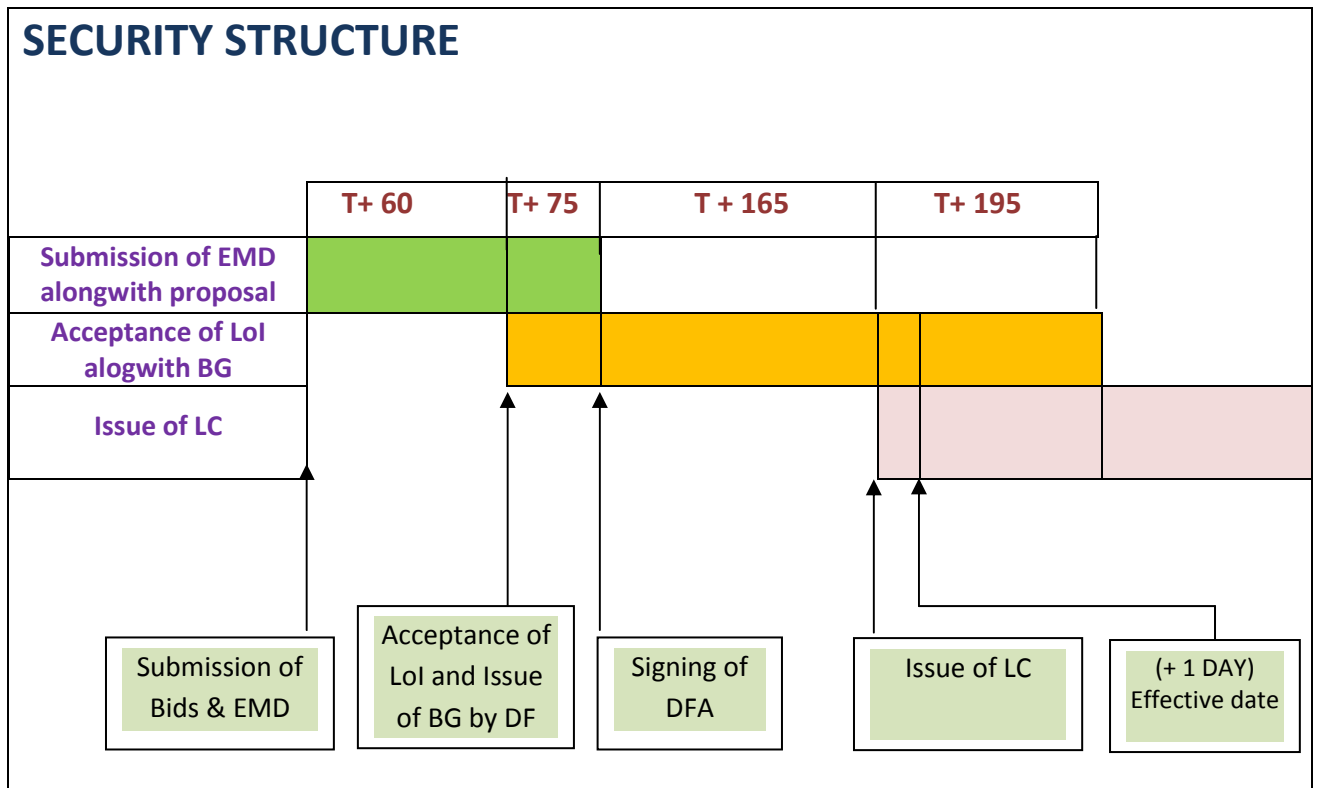 SECURITY STRUCTURE
T+ 60
T+ 75
T + 165
T+ 195
Submission of EMD
alongwith proposal
Acceptance of LoI
alogwith BG
Issue of LC
Submission of
Bids & EMD
Acceptance of
LoI and Issue
of BG by DF
Signing of
DFA
Issue of LC
(+ 1 DAY)
Effective date